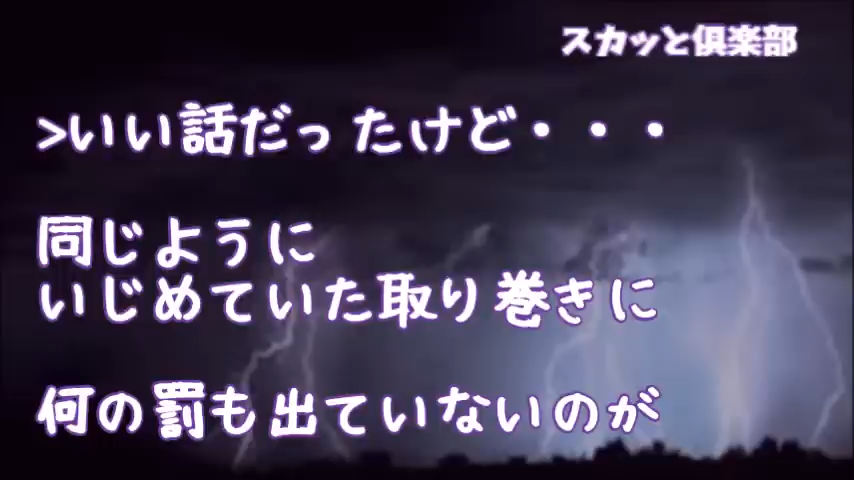 スカッと倶楽部
>いい話だったけど・・・
同じように
いじめていた取り巻きに
何の罰も出ていないのが